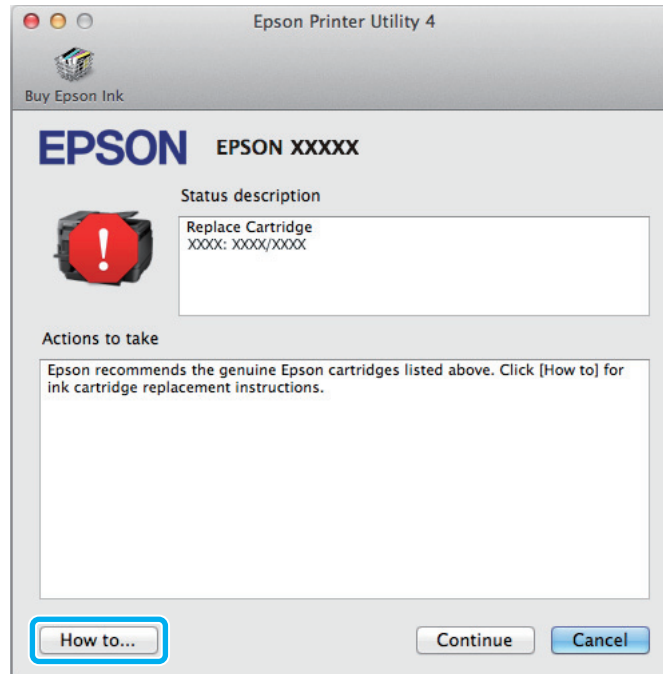 Epson Printer Utility 4
Buy Epson Ink
EPSON EPSON XXXXX
Status description
Replace Cartridge
XXXX: XXXX/XXXX
Actions to take
Epson recommends the genuine Epson cartridges listed above. Click [How to] for
ink cartridge replacement instructions.
How to... Continue Cancel